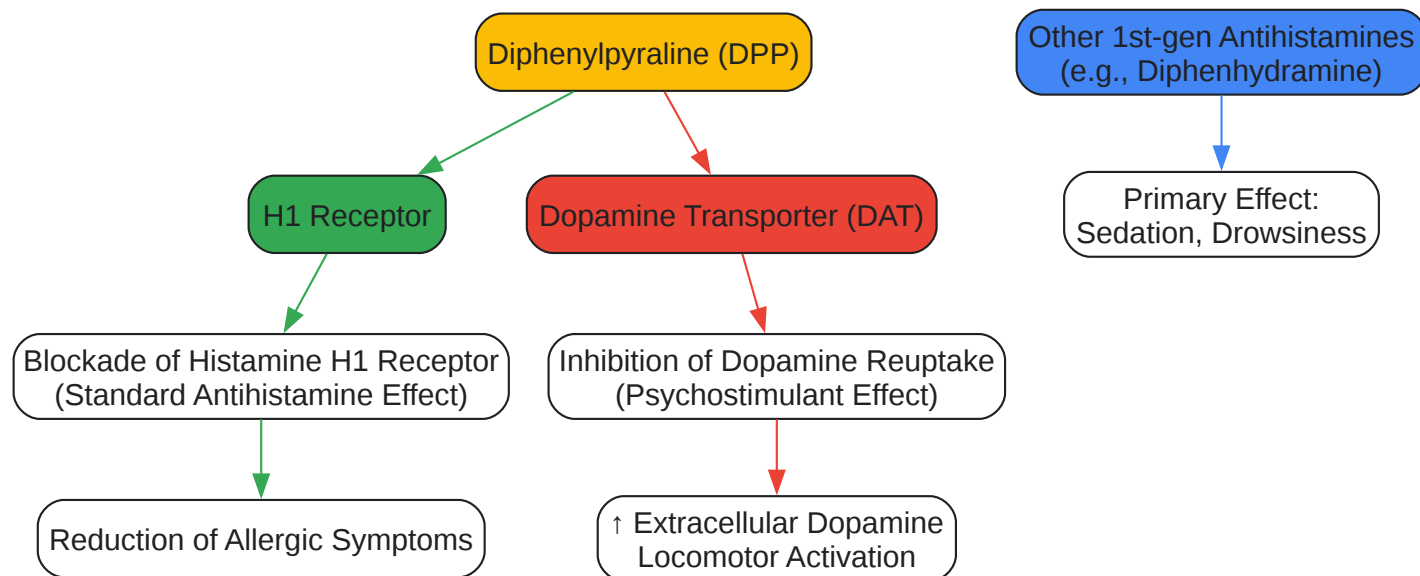 Diphenylpyraline (DPP)
Other 1st-gen Antihistamines
(e.g., Diphenhydramine)
H1 Receptor
Dopamine Transporter (DAT)
Primary Effect:
Sedation, Drowsiness
Blockade of Histamine H1 Receptor
(Standard Antihistamine Effect)
Inhibition of Dopamine Reuptake
(Psychostimulant Effect)
Reduction of Allergic Symptoms
↑ Extracellular Dopamine
Locomotor Activation